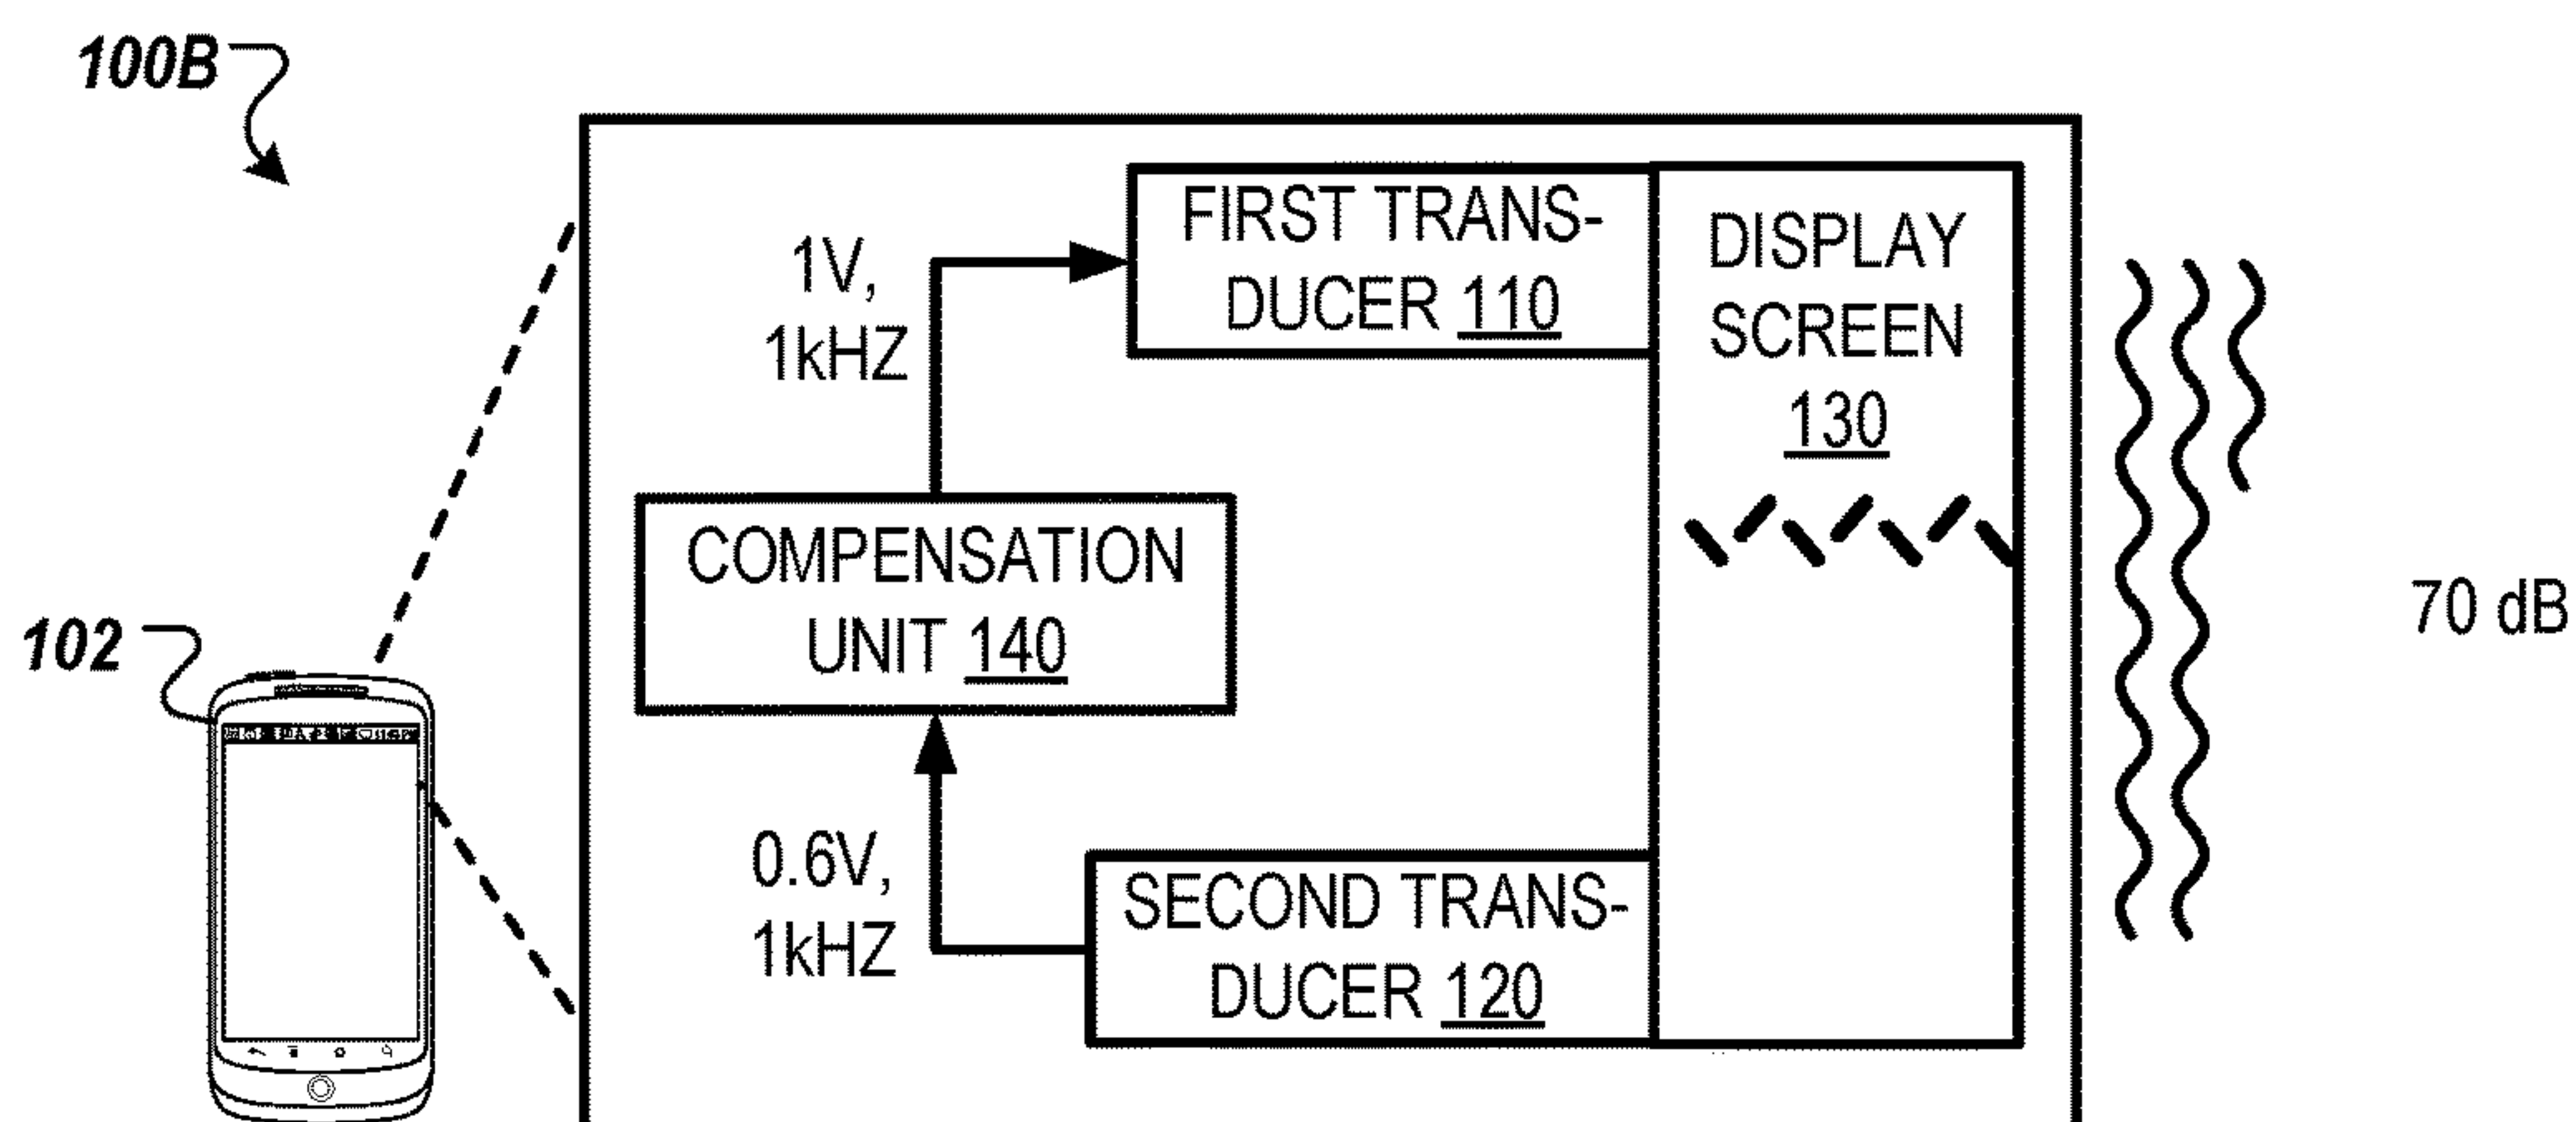 100B
FIRST TRANS-
DUCER 110
DISPLAY
SCREEN
130
1V,
1kHZ
COMPENSATION
UNIT 140
70 dB
102
0.6V,
1kHZ
SECOND TRANS-
DUCER 120